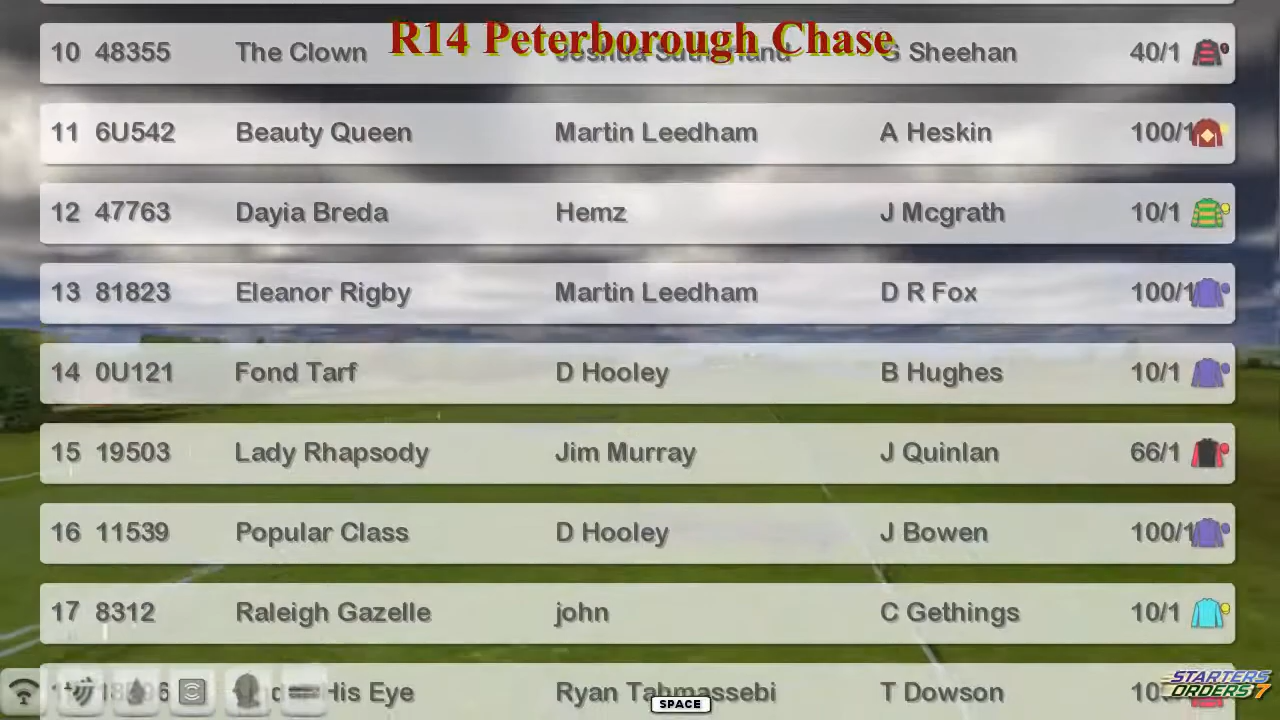 R14 Peterborough Chase
10 48355 The Clown Joshua Sutherland G Sheehan 40/1
11 6U542 Beauty Queen Martin Leedham A Heskin 100/1
12 47763 Dayia Breda Hemz J Mcgrath 10/1
13 81823 Eleanor Rigby Martin Leedham D R Fox 100/1
14 0U121 Fond Tarf D Hooley B Hughes 10/1
15 19503 Lady Rhapsody Jim Murray J Quinlan 66/1
16 11539 Popular Class D Hooley J Bowen 100/1
17 8312 Raleigh Gazelle john C Gethings 10/1
His Eye Ryan Tahmassebi T Dowson
SPACE
STARTERS
ORDERS 7